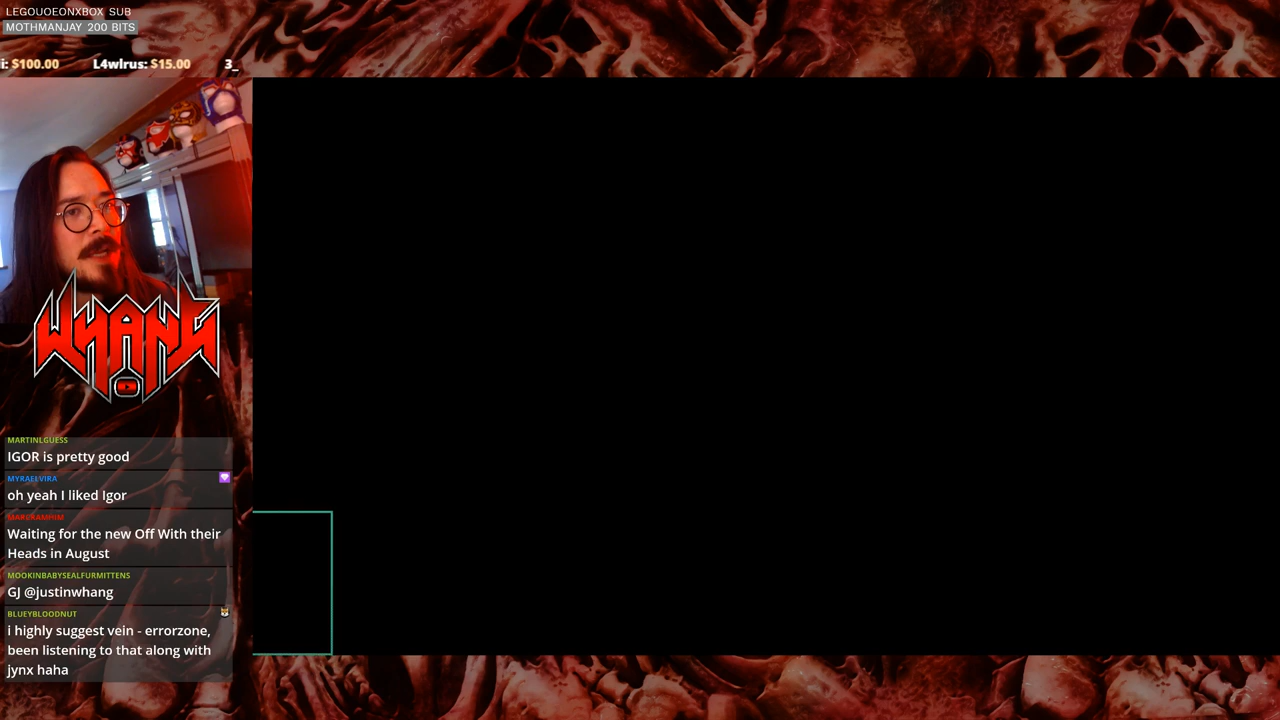 LEGOUOEONXBOX SUB
MOTHMANJAY 200 BITS
i: $100.00 L4wlrus: $15.00 3_
WHANG
MARTINLGUESS
IGOR is pretty good
MYRAELVIRA
oh yeah I liked Igor
MARSRAMHIM
Waiting for the new Off With their
Heads in August
MOOKINBABYSEALFURMITTENS
GJ @justinwhang
BLUEYBLOODNUT
i highly suggest vein - errorzone,
been listening to that along with
jynx haha